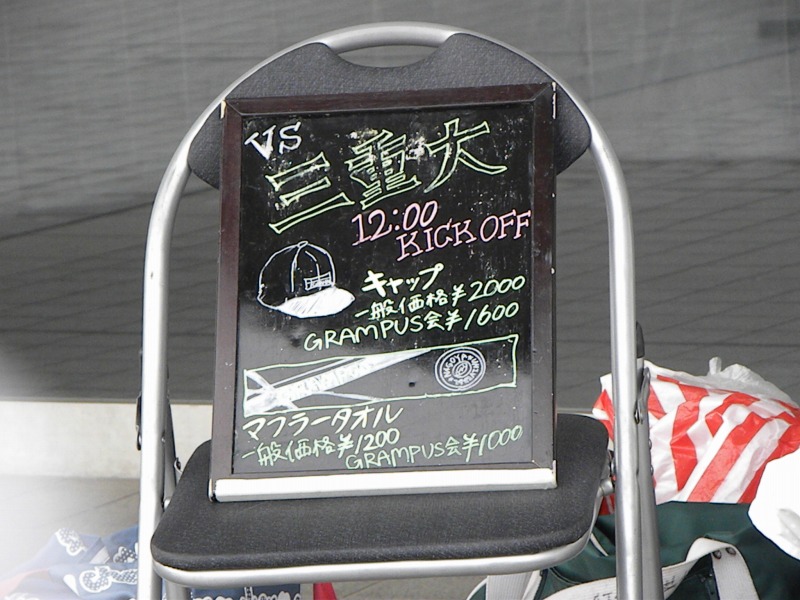 VS
三重大
12:00
KICK OFF
キャップ
一般価格¥2000
GRAMPUS会¥1600
マフラータオル
一般価格¥1200
GRAMPUS会¥1000